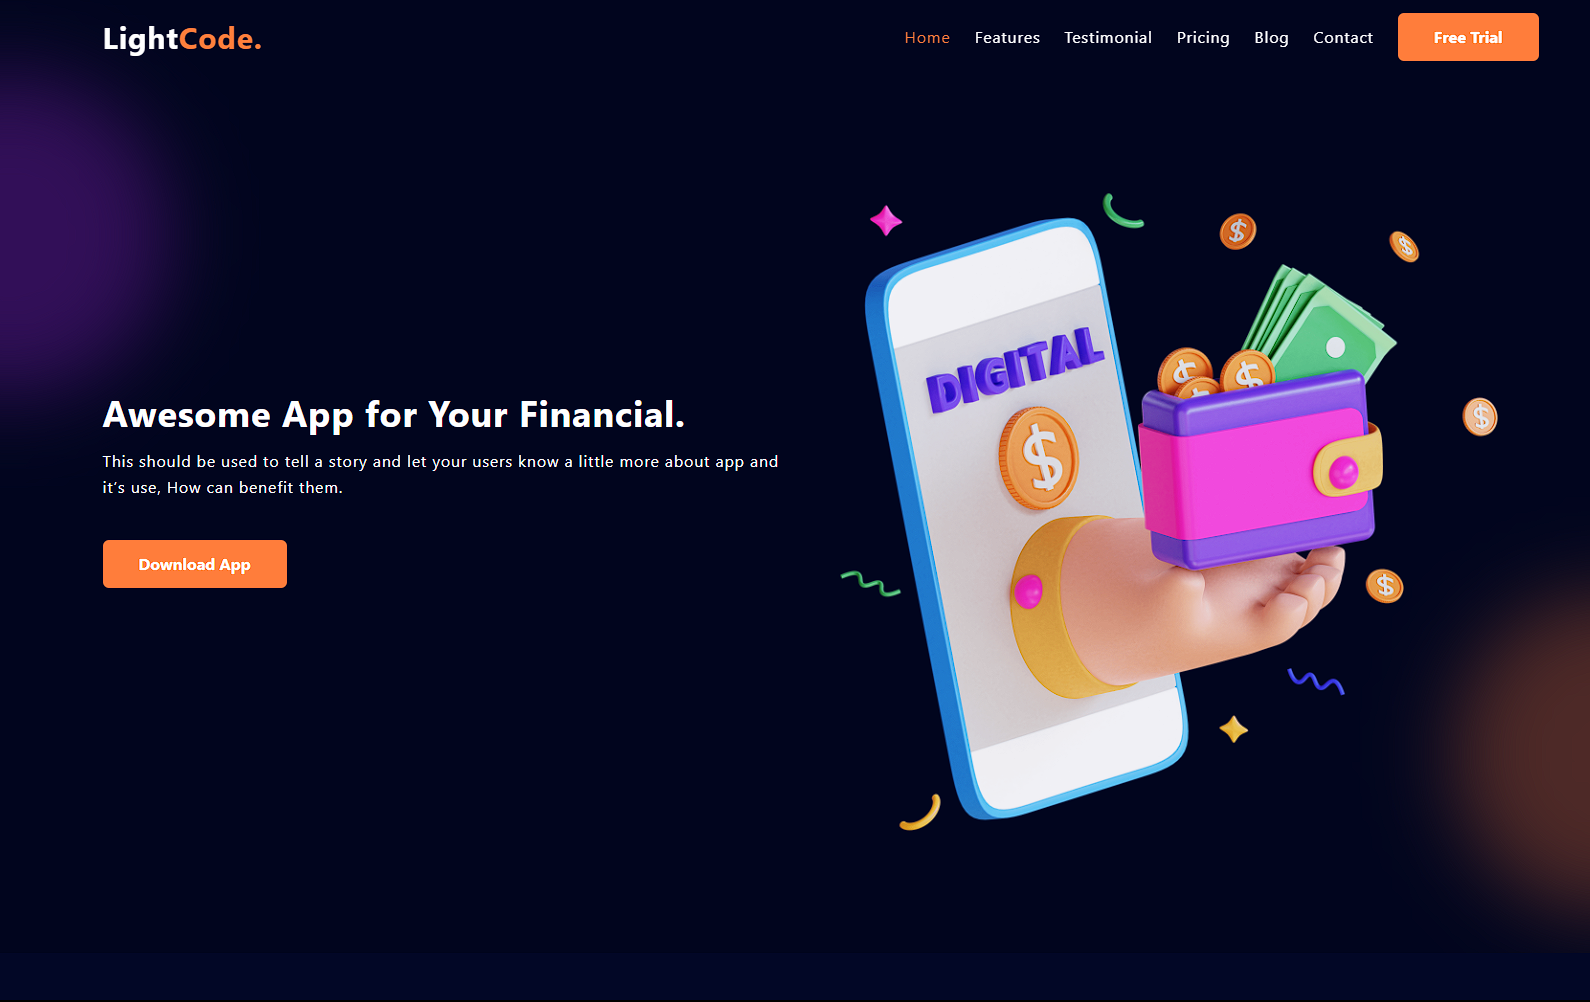 LightCode.
Home Features Testimonial Pricing Blog Contact Free Trial
DIGITAL
Awesome App for Your Financial.
This should be used to tell a story and let your users know a little more about app and
it's use, How can benefit them.
Download App